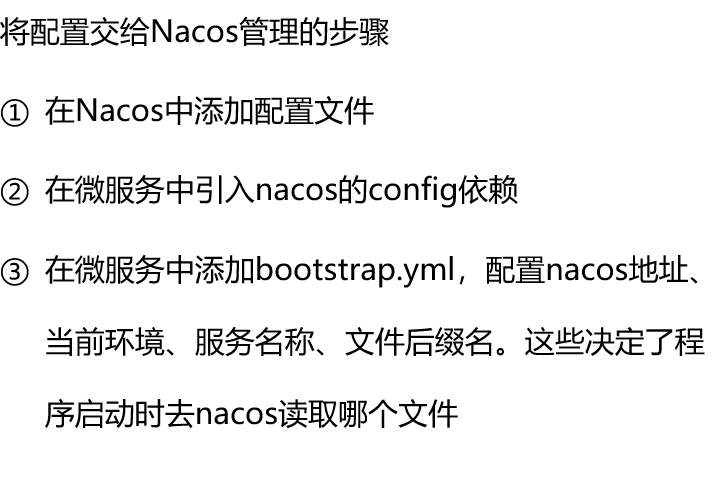 将配置交给Nacos管理的步骤
① 在Nacos中添加配置文件
② 在微服务中引入nacos的config依赖
③ 在微服务中添加bootstrap.yml，配置nacos地址、
当前环境、服务名称、文件后缀名。这些决定了程
序启动时去nacos读取哪个文件